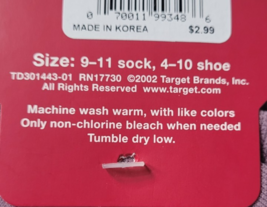 0 70011 99348 6
MADE IN KOREA $2.99
Size: 9–11 sock, 4–10 shoe
TD301443-01 RN17730 ©2002 Target Brands, Inc.
All Rights Reserved www.target.com
Machine wash warm, with like colors
Only non-chlorine bleach when needed
Tumble dry low.